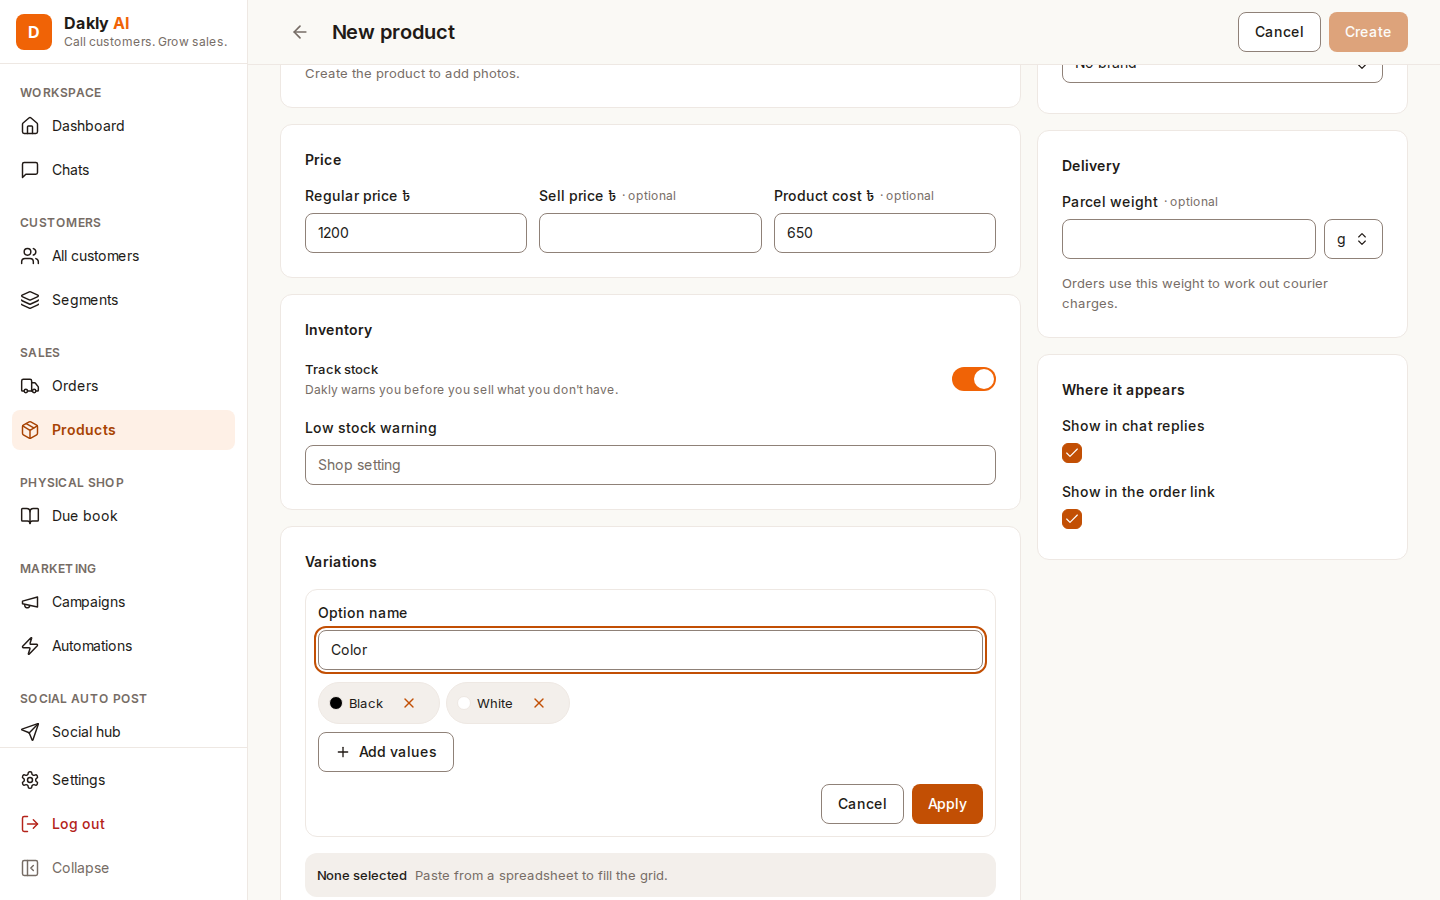 D
Dakly AI
Call customers. Grow sales.
WORKSPACE
Dashboard
Chats
CUSTOMERS
All customers
Segments
SALES
Orders
Products
PHYSICAL SHOP
Due book
MARKETING
Campaigns
Automations
SOCIAL AUTO POST
Social hub
Settings
Log out
Collapse
New product
Cancel
Create
Create the product to add photos.
Price
Regular price ৳
Sell price ৳ · optional
Product cost ৳ · optional
1200
650
Inventory
Track stock
Dakly warns you before you sell what you don't have.
Low stock warning
Shop setting
Variations
Option name
Color
Black
White
Add values
Cancel
Apply
None selected Paste from a spreadsheet to fill the grid.
No brand
Delivery
Parcel weight · optional
g
Orders use this weight to work out courier
charges.
Where it appears
Show in chat replies
Show in the order link